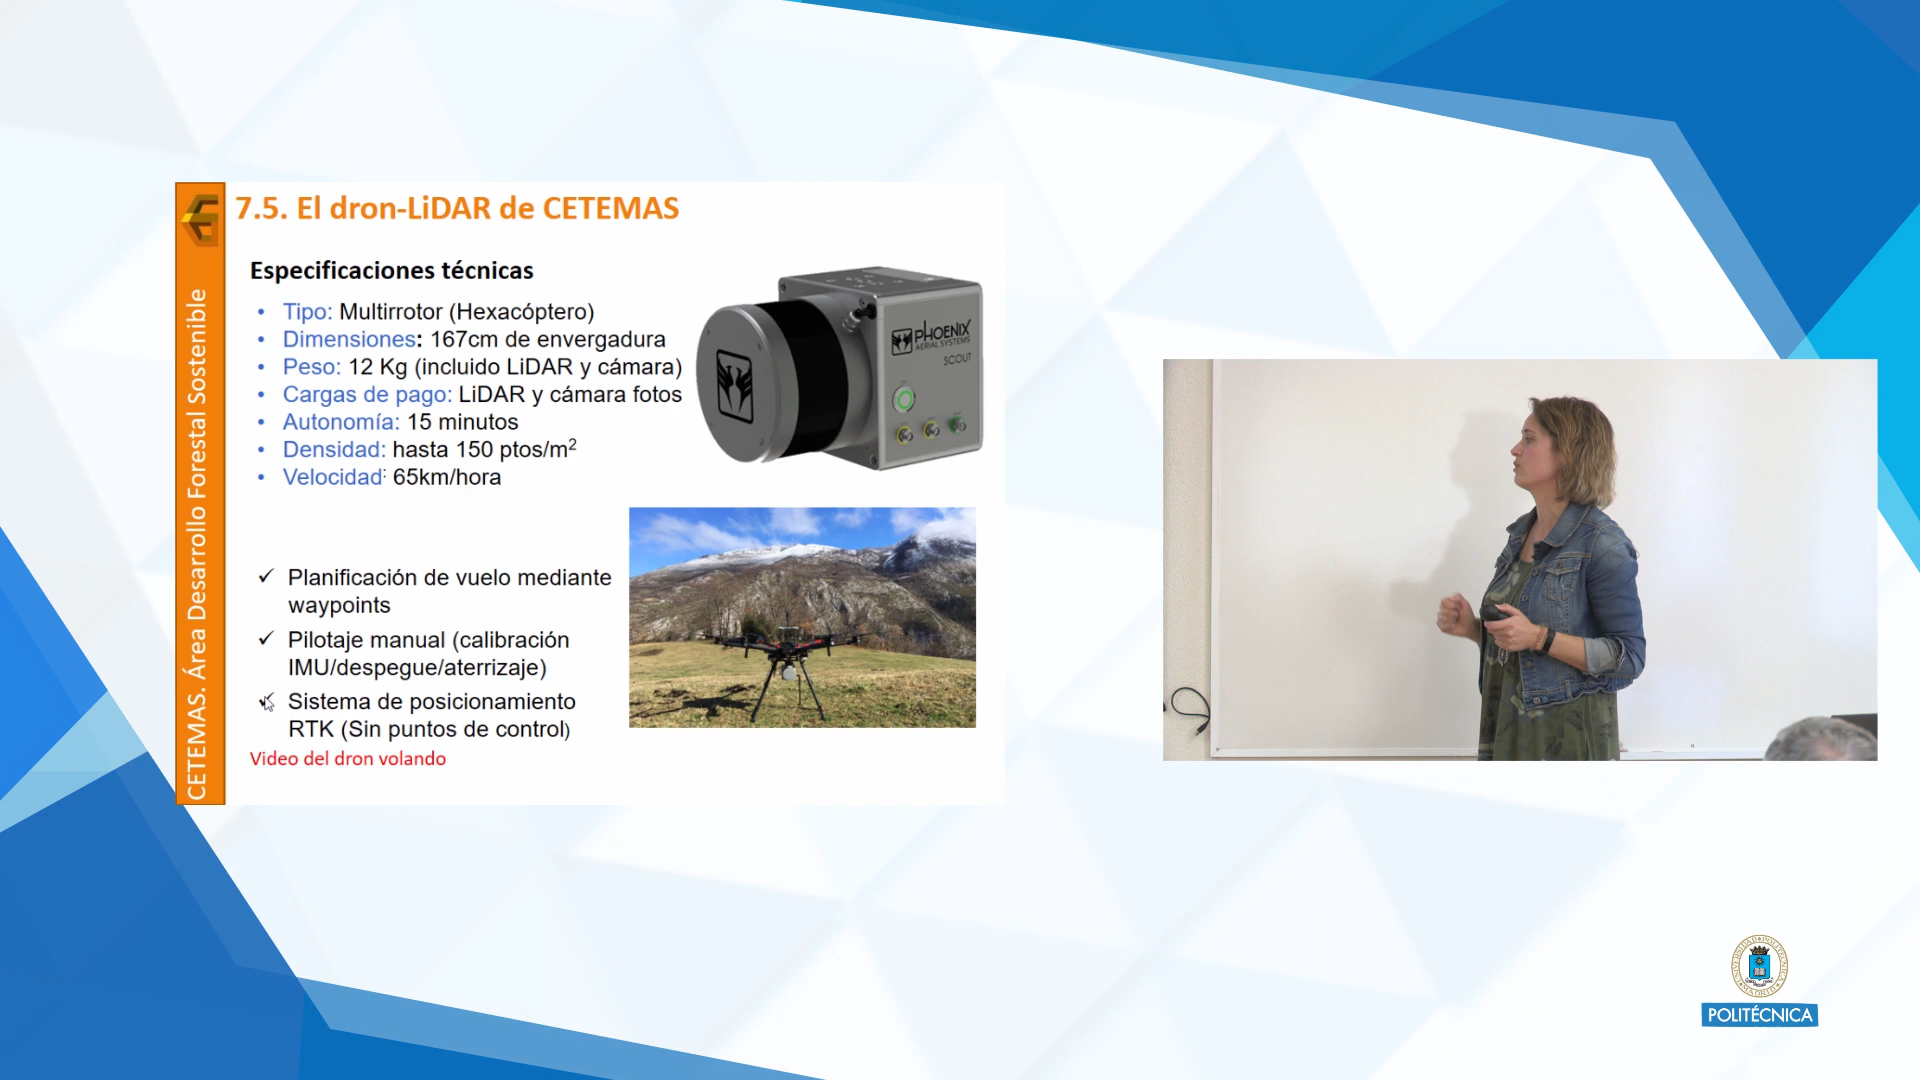 7.5. El dron-LiDAR de CETEMAS
CETEMAS. Área Desarrollo Forestal Sostenible
Especificaciones técnicas
• Tipo: Multirrotor (Hexacóptero)
• Dimensiones: 167cm de envergadura
• Peso: 12 Kg (incluido LiDAR y cámara)
• Cargas de pago: LiDAR y cámara fotos
• Autonomía: 15 minutos
• Densidad: hasta 150 ptos/m²
• Velocidad: 65km/hora
PHOENIX
AERIAL SYSTEMS
SCOUT
✓ Planificación de vuelo mediante
waypoints
✓ Pilotaje manual (calibración
IMU/despegue/aterrizaje)
✓ Sistema de posicionamiento
RTK (Sin puntos de control)
Video del dron volando
POLITÉCNICA